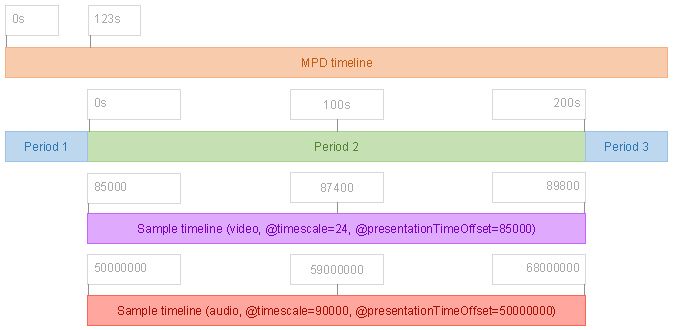 0s 123s
MPD timeline
0s 100s 200s
Period 1 Period 2 Period 3
85000 87400 89800
Sample timeline (video, @timescale=24, @presentationTimeOffset=85000)
50000000 59000000 68000000
Sample timeline (audio, @timescale=90000, @presentationTimeOffset=50000000)